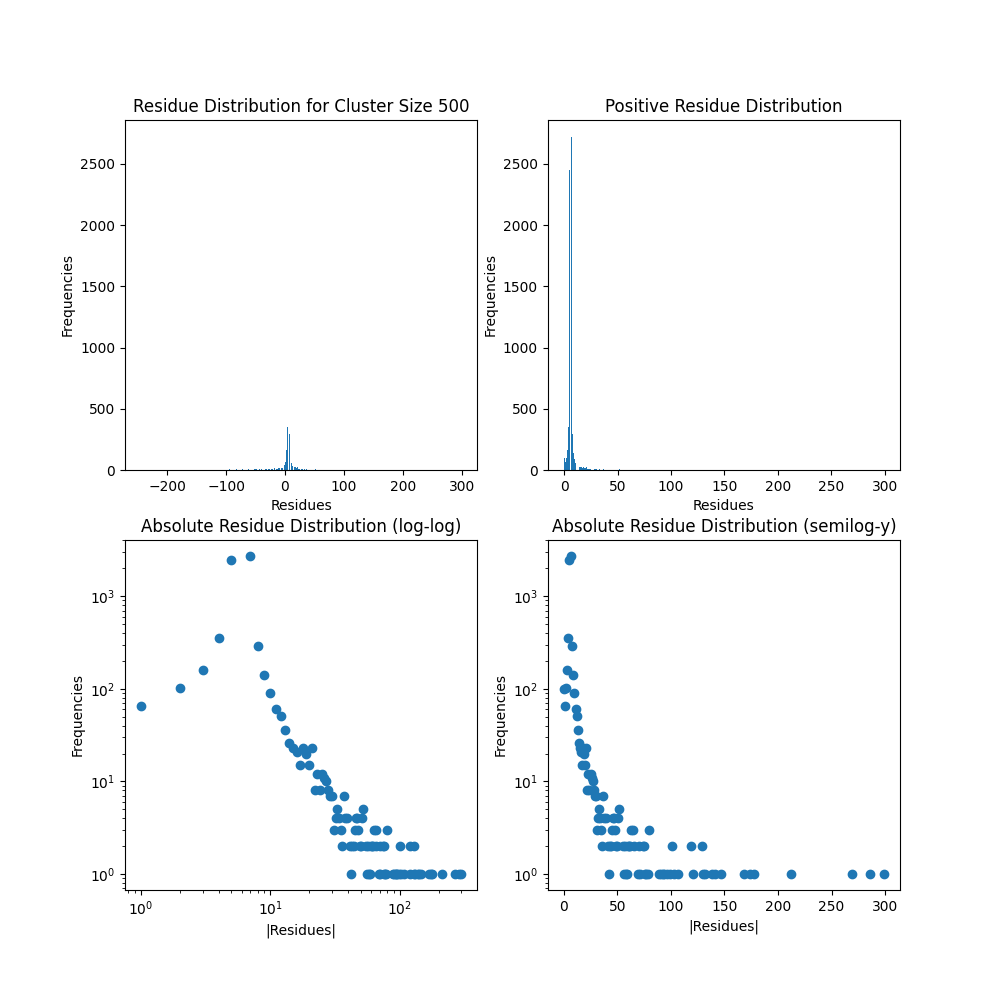 Residue Distribution for Cluster Size 500
Frequencies
2500
2000
1500
1000
500
0
−200 −100 0 100 200 300
Residues
Positive Residue Distribution
Frequencies
2500
2000
1500
1000
500
0
0 50 100 150 200 250 300
Residues
Absolute Residue Distribution (log-log)
Frequencies
10³
10²
10¹
10⁰
10⁰ 10¹ 10²
|Residues|
Absolute Residue Distribution (semilog-y)
Frequencies
10³
10²
10¹
10⁰
0 50 100 150 200 250 300
|Residues|